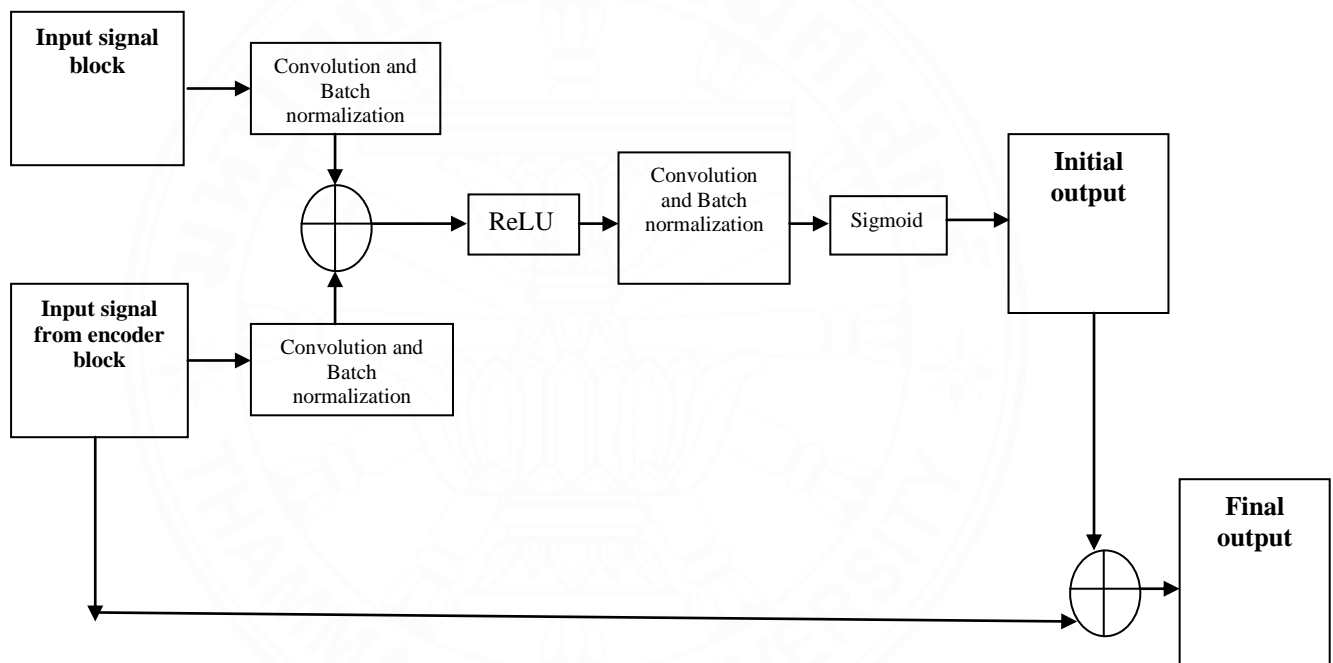 Input signal
block
Convolution and
Batch
normalization
ReLU
Convolution
and Batch
normalization
Sigmoid
Initial
output
Input signal
from encoder
block
Convolution and
Batch
normalization
Final
output